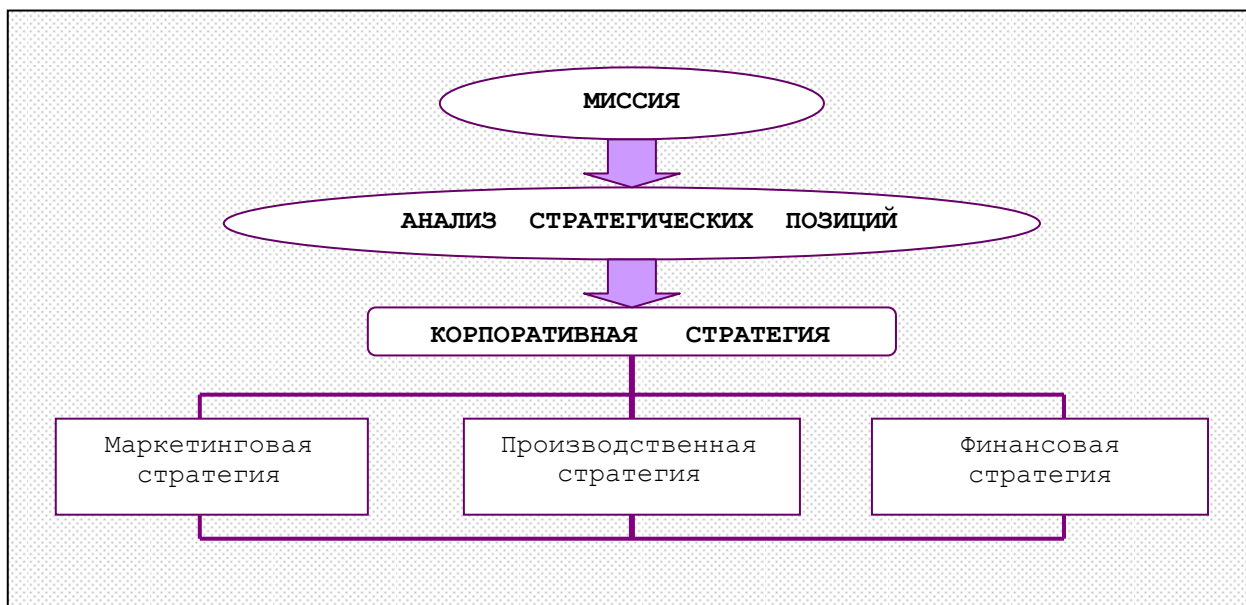 МИССИЯ
АНАЛИЗ СТРАТЕГИЧЕСКИХ ПОЗИЦИЙ
КОРПОРАТИВНАЯ СТРАТЕГИЯ
Маркетинговая
стратегия
Производственная
стратегия
Финансовая
стратегия